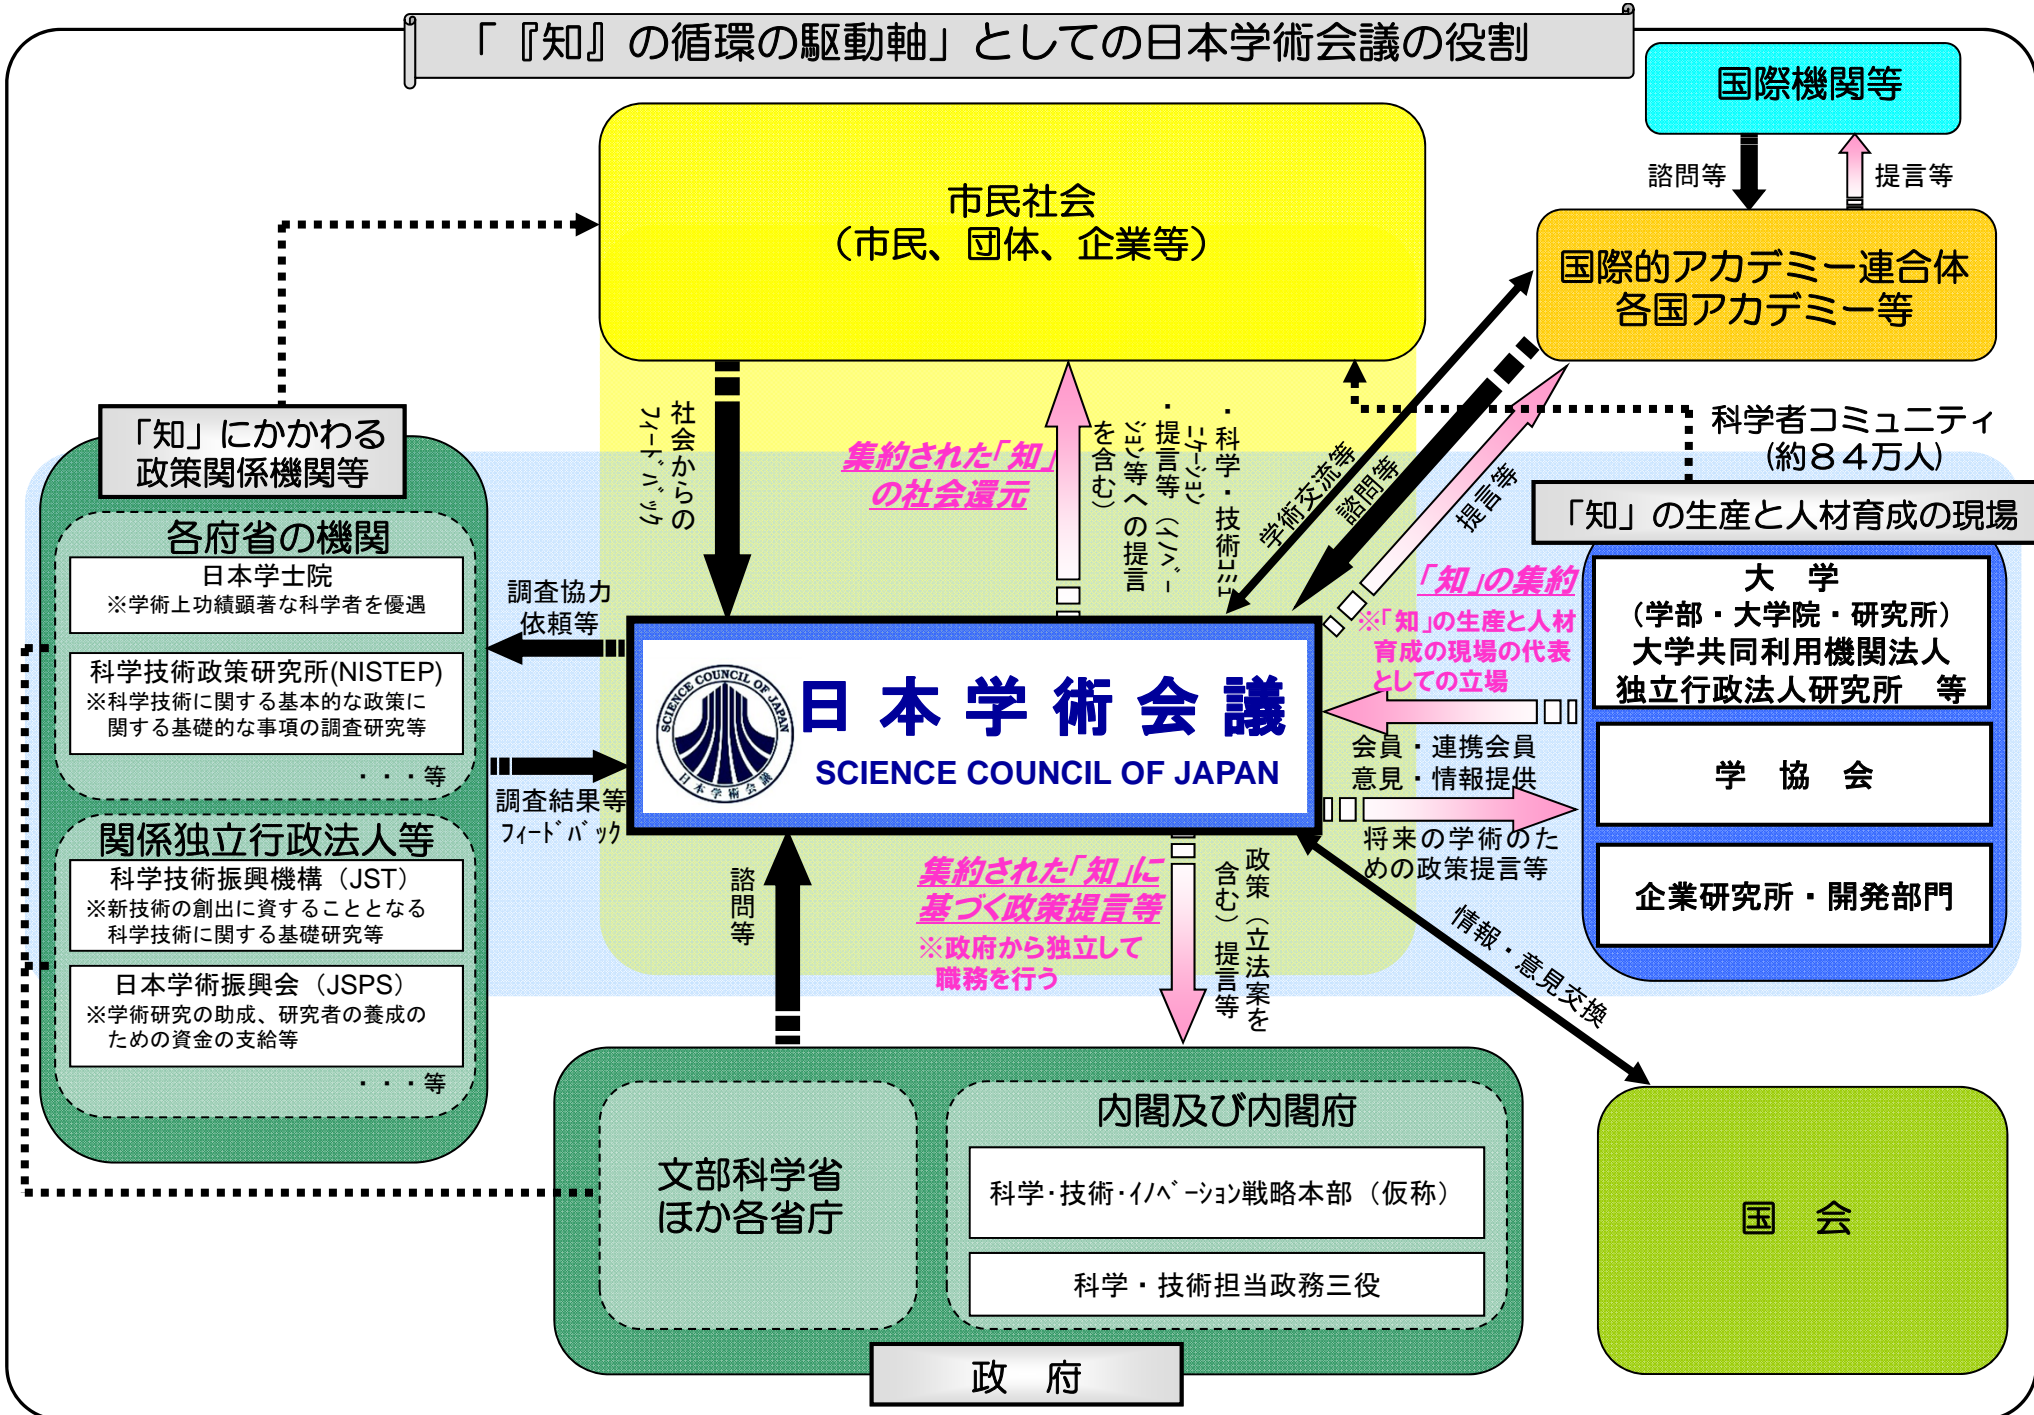 「『知』の循環の駆動軸」としての日本学術会議の役割
国際機関等
諮問等
提言等
市民社会
（市民、団体、企業等）
国際的アカデミー連合体
各国アカデミー等
「知」にかかわる
政策関係機関等
社会からの
ﾌｨｰﾄﾞﾊﾞｯｸ
集約された「知」
の社会還元
・科学・技術ｺﾐｭ
ﾆｹｰｼｮﾝ
・提言等（ｲﾉﾍﾞｰ
ｼｮﾝ等への提言
を含む）
学術交流等
諮問等
提言等
科学者コミュニティ
(約８４万人)
「知」の生産と人材育成の現場
各府省の機関
日本学士院
※学術上功績顕著な科学者を優遇
科学技術政策研究所(NISTEP)
※科学技術に関する基本的な政策に
関する基礎的な事項の調査研究等
・・・等
調査協力
依頼等
調査結果等
ﾌｨｰﾄﾞﾊﾞｯｸ
SCIENCE COUNCIL OF JAPAN
日本学術会議
日本学術会議
SCIENCE COUNCIL OF JAPAN
「知」の集約
※「知」の生産と人材
育成の現場の代表
としての立場
会員・連携会員
意見・情報提供
将来の学術のた
めの政策提言等
大　学
（学部・大学院・研究所）
大学共同利用機関法人
独立行政法人研究所　等
学　協　会
企業研究所・開発部門
関係独立行政法人等
科学技術振興機構（JST）
※新技術の創出に資することとなる
科学技術に関する基礎研究等
日本学術振興会（JSPS）
※学術研究の助成、研究者の養成の
ための資金の支給等
・・・等
諮問等
集約された「知」に
基づく政策提言等
※政府から独立して
職務を行う
政策（立法案を
含む）提言等
情報・意見交換
文部科学省
ほか各省庁
内閣及び内閣府
科学･技術･ｲﾉﾍﾞｰｼｮﾝ戦略本部（仮称）
科学・技術担当政務三役
政　府
国　会